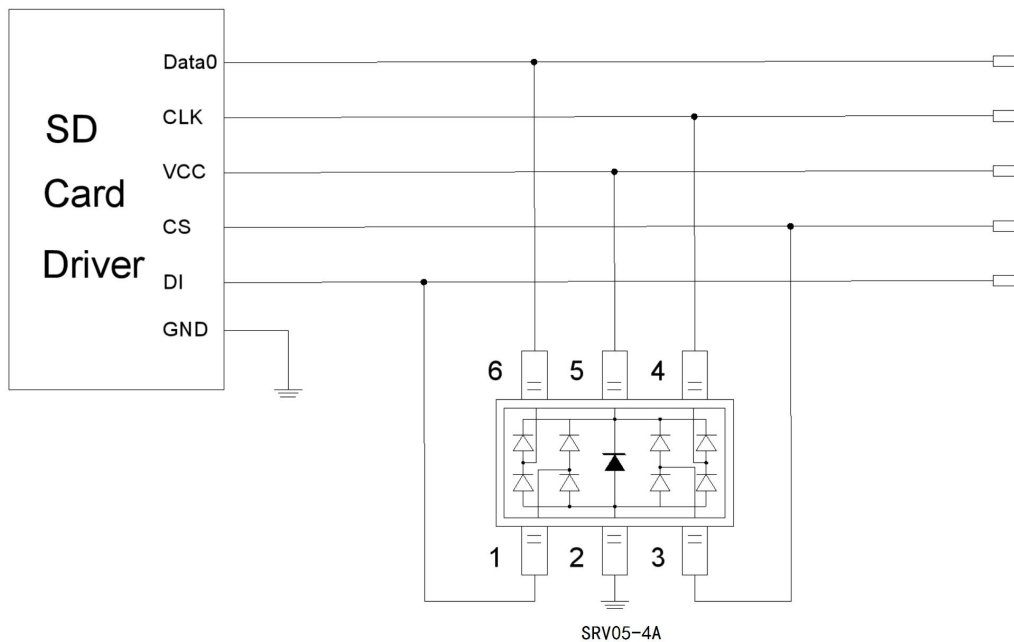 Data0
CLK
VCC
CS
DI
GND
SD
Card
Driver
6 5 4
1 2 3
SRV05-4A